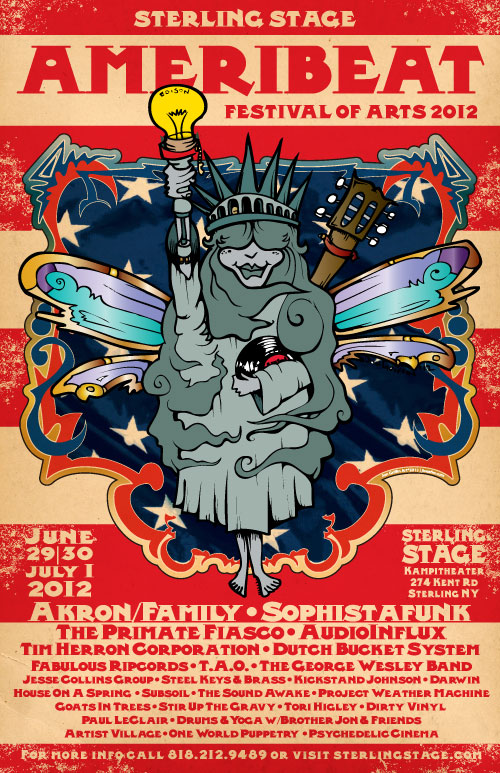 STERLING STAGE
AMERIBEAT
FESTIVAL OF ARTS 2012
EDISON
JUNE
29|30
JULY 1
2012
STERLING
STAGE
KAMPITHEATER
274 KENT RD
STERLING NY
AKRON/FAMILY • SOPHISTAFUNK
THE PRIMATE FIASCO • AUDIOINFLUX
TIM HERRON CORPORATION • DUTCH BUCKET SYSTEM
FABULOUS RIPCORDS • T.A.O. • THE GEORGE WESLEY BAND
JESSE COLLINS GROUP • STEEL KEYS & BRASS • KICKSTAND JOHNSON • DARWIN
HOUSE ON A SPRING • SUBSOIL • THE SOUND AWAKE • PROJECT WEATHER MACHINE
GOATS IN TREES • STIR UP THE GRAVY • TORI HIGLEY • DIRTY VINYL
PAUL LECLAIR • DRUMS & YOGA W/BROTHER JON & FRIENDS
ARTIST VILLAGE • ONE WORLD PUPPETRY • PSYCHEDELIC CINEMA
FOR MORE INFO CALL 818.212.9489 OR VISIT STERLINGSTAGE.COM